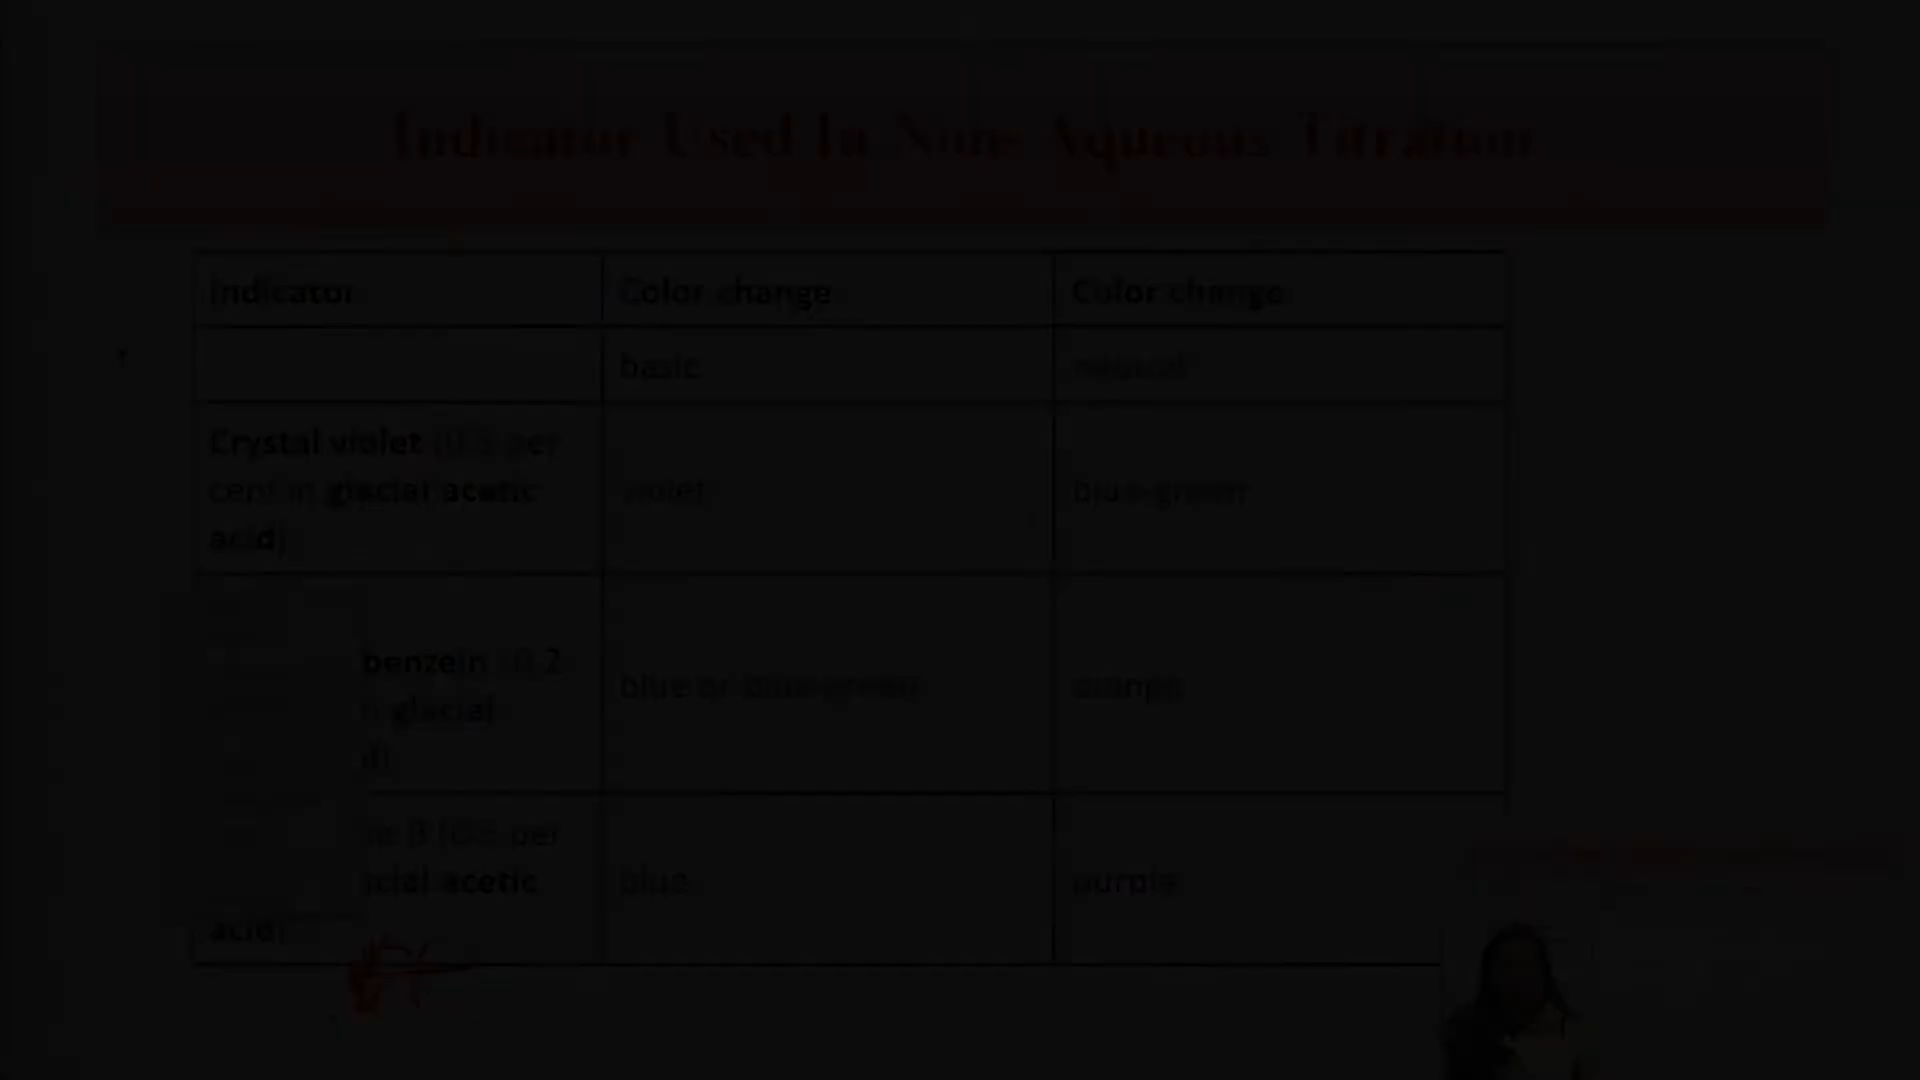 Indicator Used In Non- Aqueous Titration
Indicator Color change Color change
basic neutral
Crystal violet (0.5 per
cent in glacial acetic
acid)
violet
blue-green
benzein (0.2
glacial
blue or blue-green
orange
B (0.5 per
acetic
acid)
blue
purple